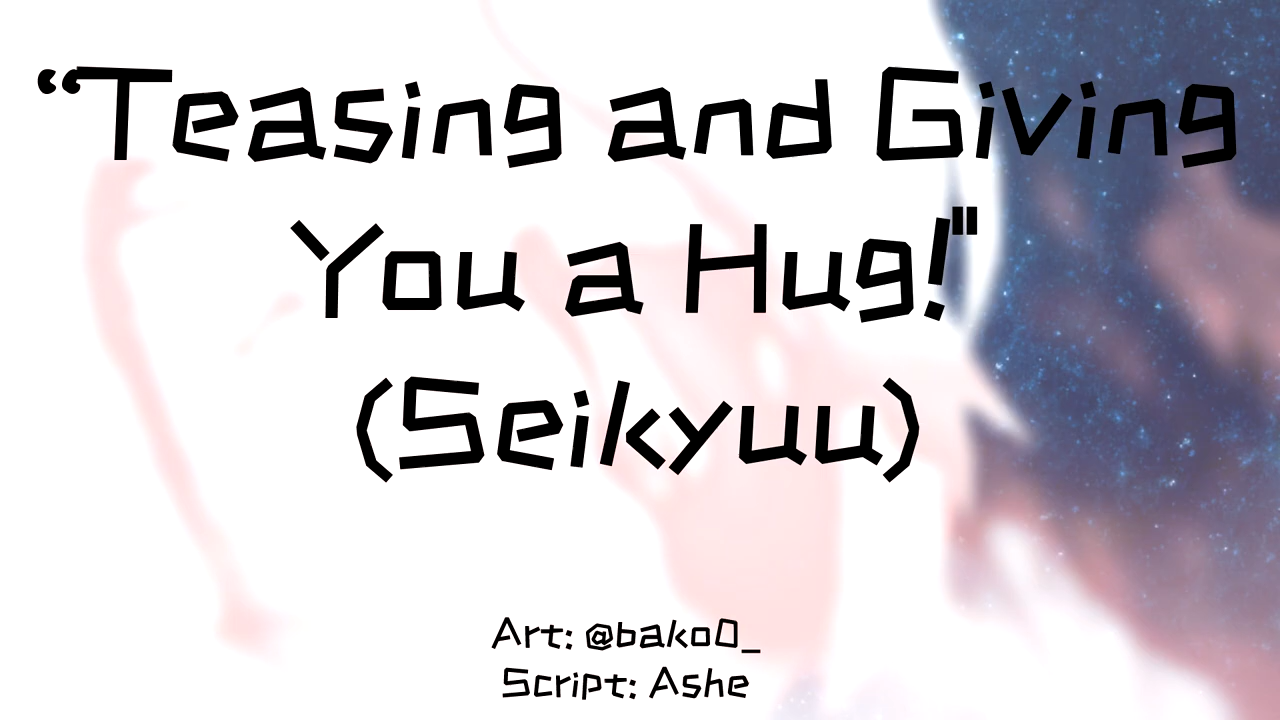 “Teasing and Giving
You a Hug!"
(Seikyuu)
Art: @bako0_
Script: Ashe